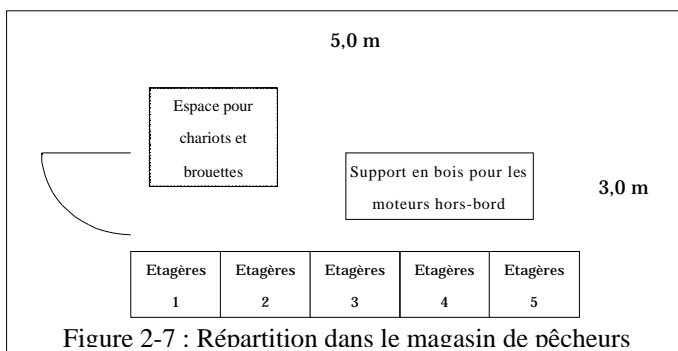 5,0 m
Espace pour
chariots et
brouettes
Support en bois pour les
moteurs hors-bord
3,0 m
Etagères
1
Etagères
2
Etagères
3
Etagères
4
Etagères
5
Figure 2-7 : Répartition dans le magasin de pêcheurs